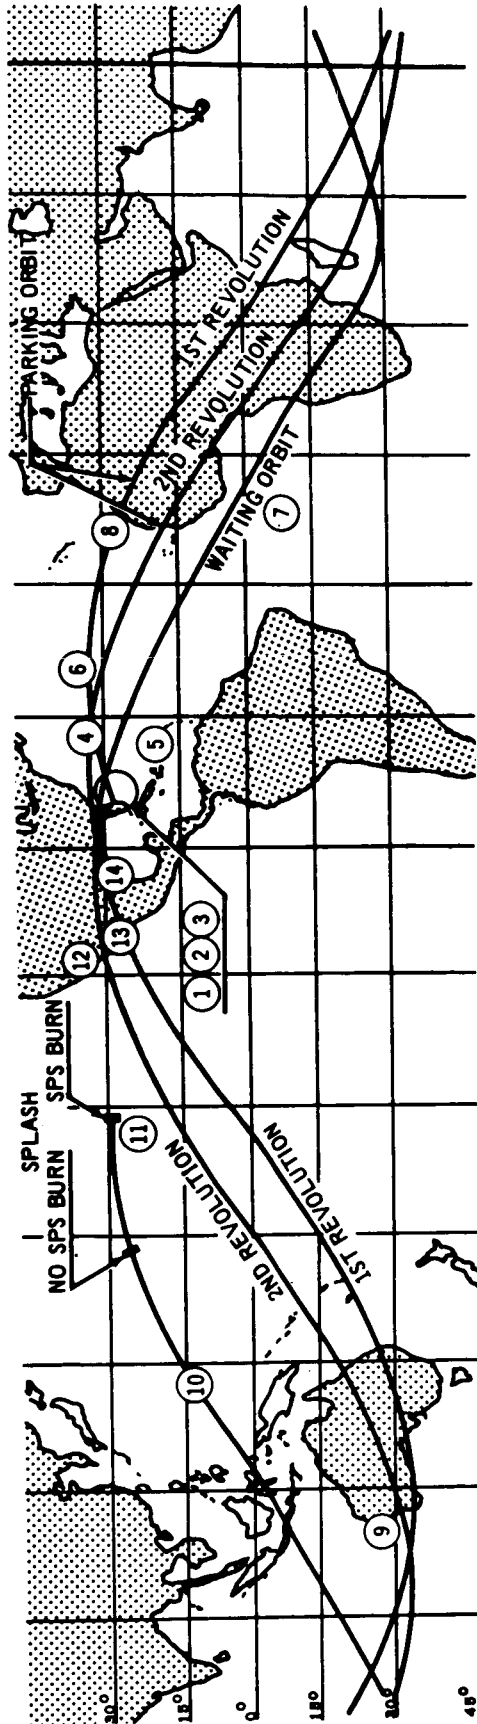 PARKING ORBIT
SPLASH
NO SPS BURN
SPS BURN
1ST REVOLUTION
2ND REVOLUTION
WAITING ORBIT
2ND REVOLUTION
1ST REVOLUTION
1 2 3
4
5
6
7
8
9
10
11
12
13
14
30°
15°
0°
15°
30°
45°